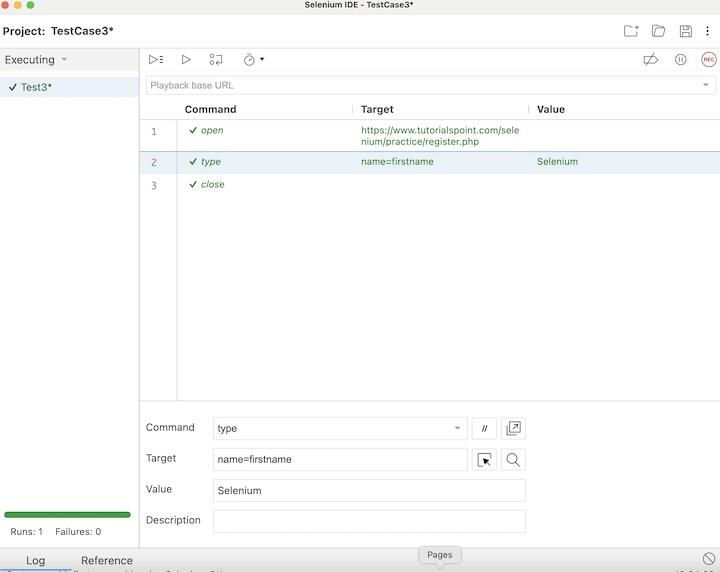 Selenium IDE - TestCase3*
Project: TestCase3*
Executing
REC
Test3*
Playback base URL
Command Target Value
1 open https://www.tutorialspoint.com/sele
nium/practice/register.php
2 type name=firstname Selenium
3 close
Command type //
Target name=firstname
Value Selenium
Description
Runs: 1 Failures: 0
Log Reference
Pages